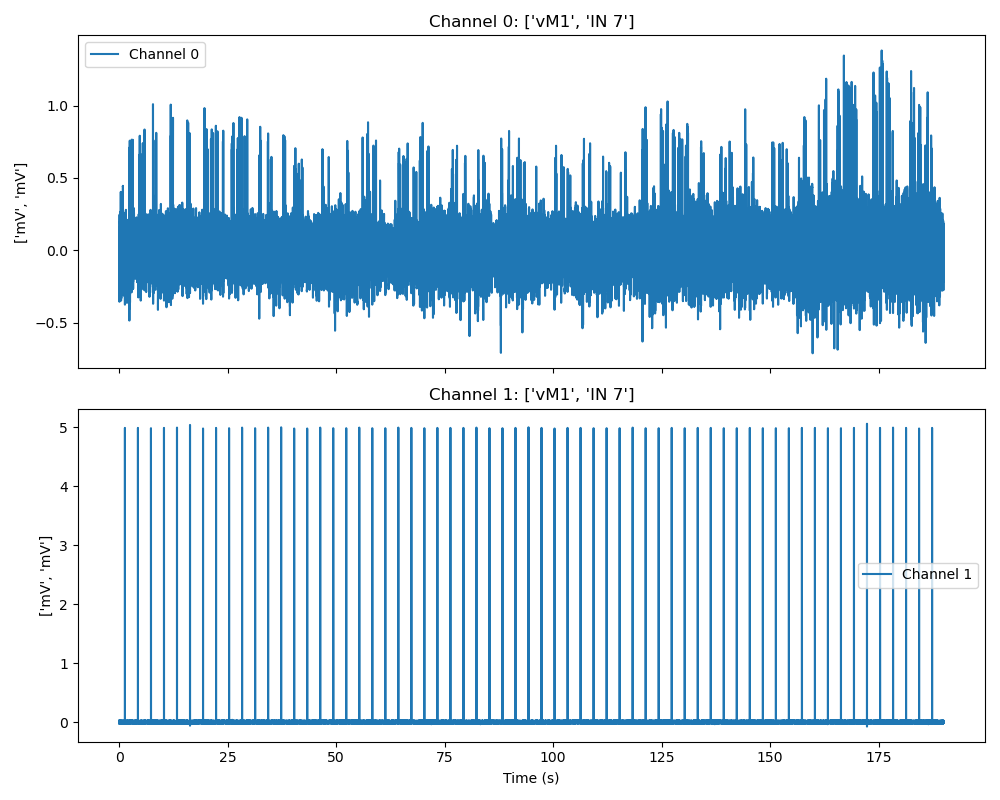 Channel 0: ['vM1', 'IN 7']
Channel 0
1.0
0.5
0.0
−0.5
['mV', 'mV']
Channel 1: ['vM1', 'IN 7']
5
4
3
2
1
0
['mV', 'mV']
Channel 1
0 25 50 75 100 125 150 175
Time (s)